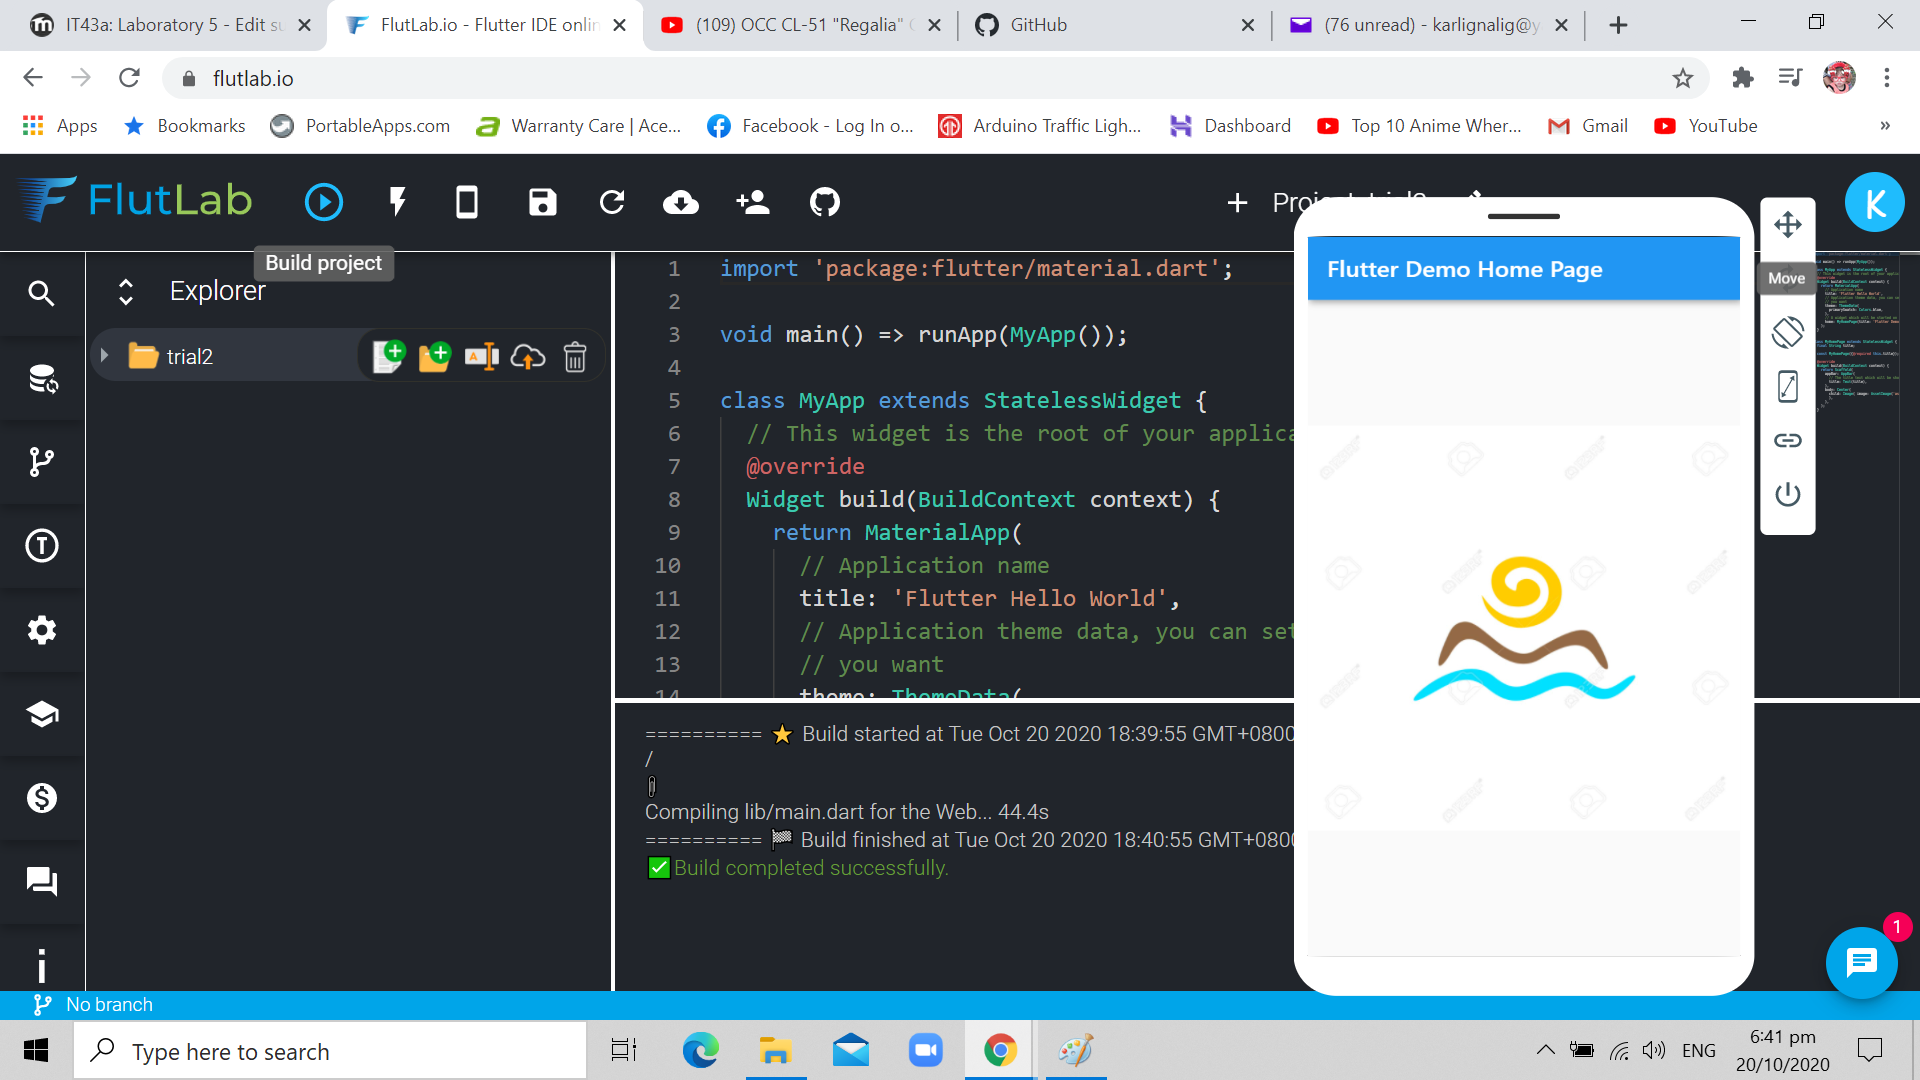 IT43a: Laboratory 5 - Edit su
FlutLab.io - Flutter IDE onlin
(109) OCC CL-51 "Regalia" C
GitHub
(76 unread) - karlignalig@y
flutlab.io
Apps
Bookmarks
PortableApps.com
Warranty Care | Ace...
Facebook - Log In o...
Arduino Traffic Ligh...
Dashboard
Top 10 Anime Wher...
Gmail
YouTube
»
FlutLab
K
Build project
Explorer
trial2
1 import 'package:flutter/material.dart';
2
3 void main() => runApp(MyApp());
4
5 class MyApp extends StatelessWidget {
6 // This widget is the root of your applica
7 @override
8 Widget build(BuildContext context) {
9 return MaterialApp(
10 // Application name
11 title: 'Flutter Hello World',
12 // Application theme data, you can set
13 // you want
14 theme: ThemeData(
Flutter Demo Home Page
Move
========== Build started at Tue Oct 20 2020 18:39:55 GMT+0800
/
Compiling lib/main.dart for the Web... 44.4s
========== Build finished at Tue Oct 20 2020 18:40:55 GMT+080
Build completed successfully.
1
No branch
Type here to search
ENG
6:41 pm
20/10/2020